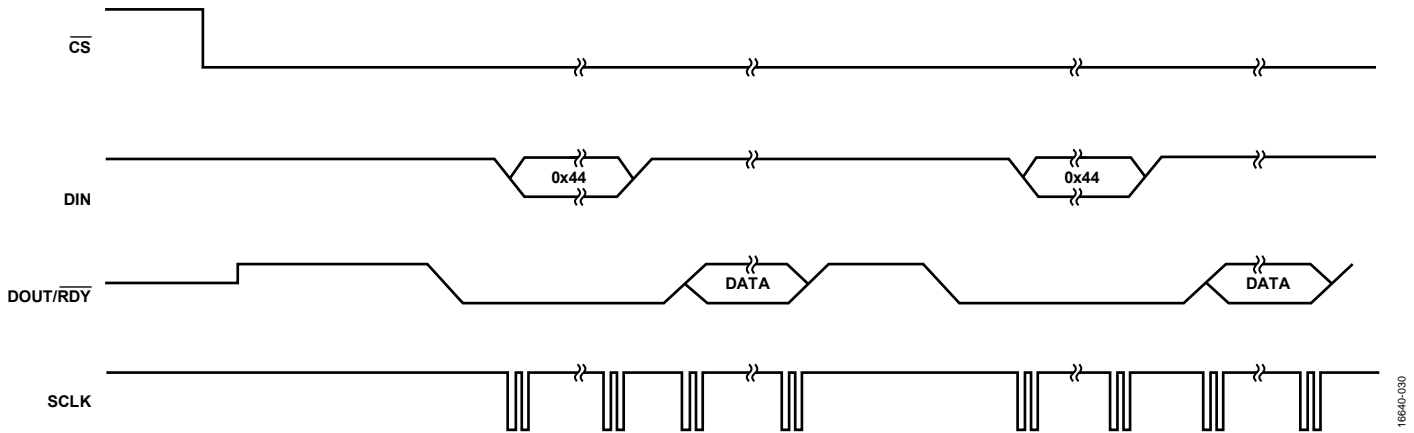 CS
DIN
0x44
0x44
DOUT/RDY
DATA
DATA
SCLK
16640-030